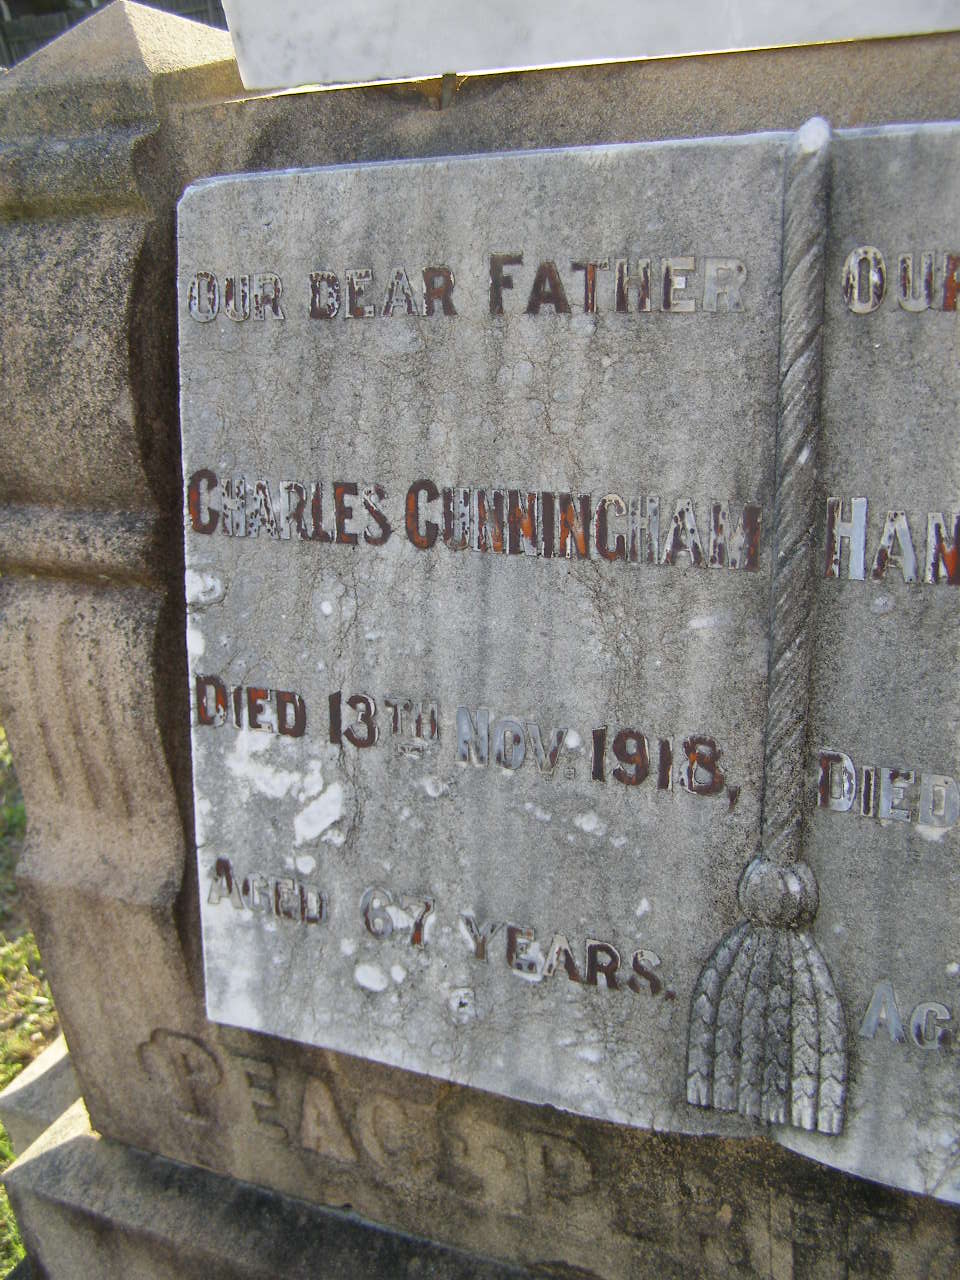 OUR DEAR FATHER
CHARLES CUNNINGHAM
DIED 13TH NOV. 1918,
AGED 67 YEARS.
OUR
HAN
DIED
AG
PEACE P